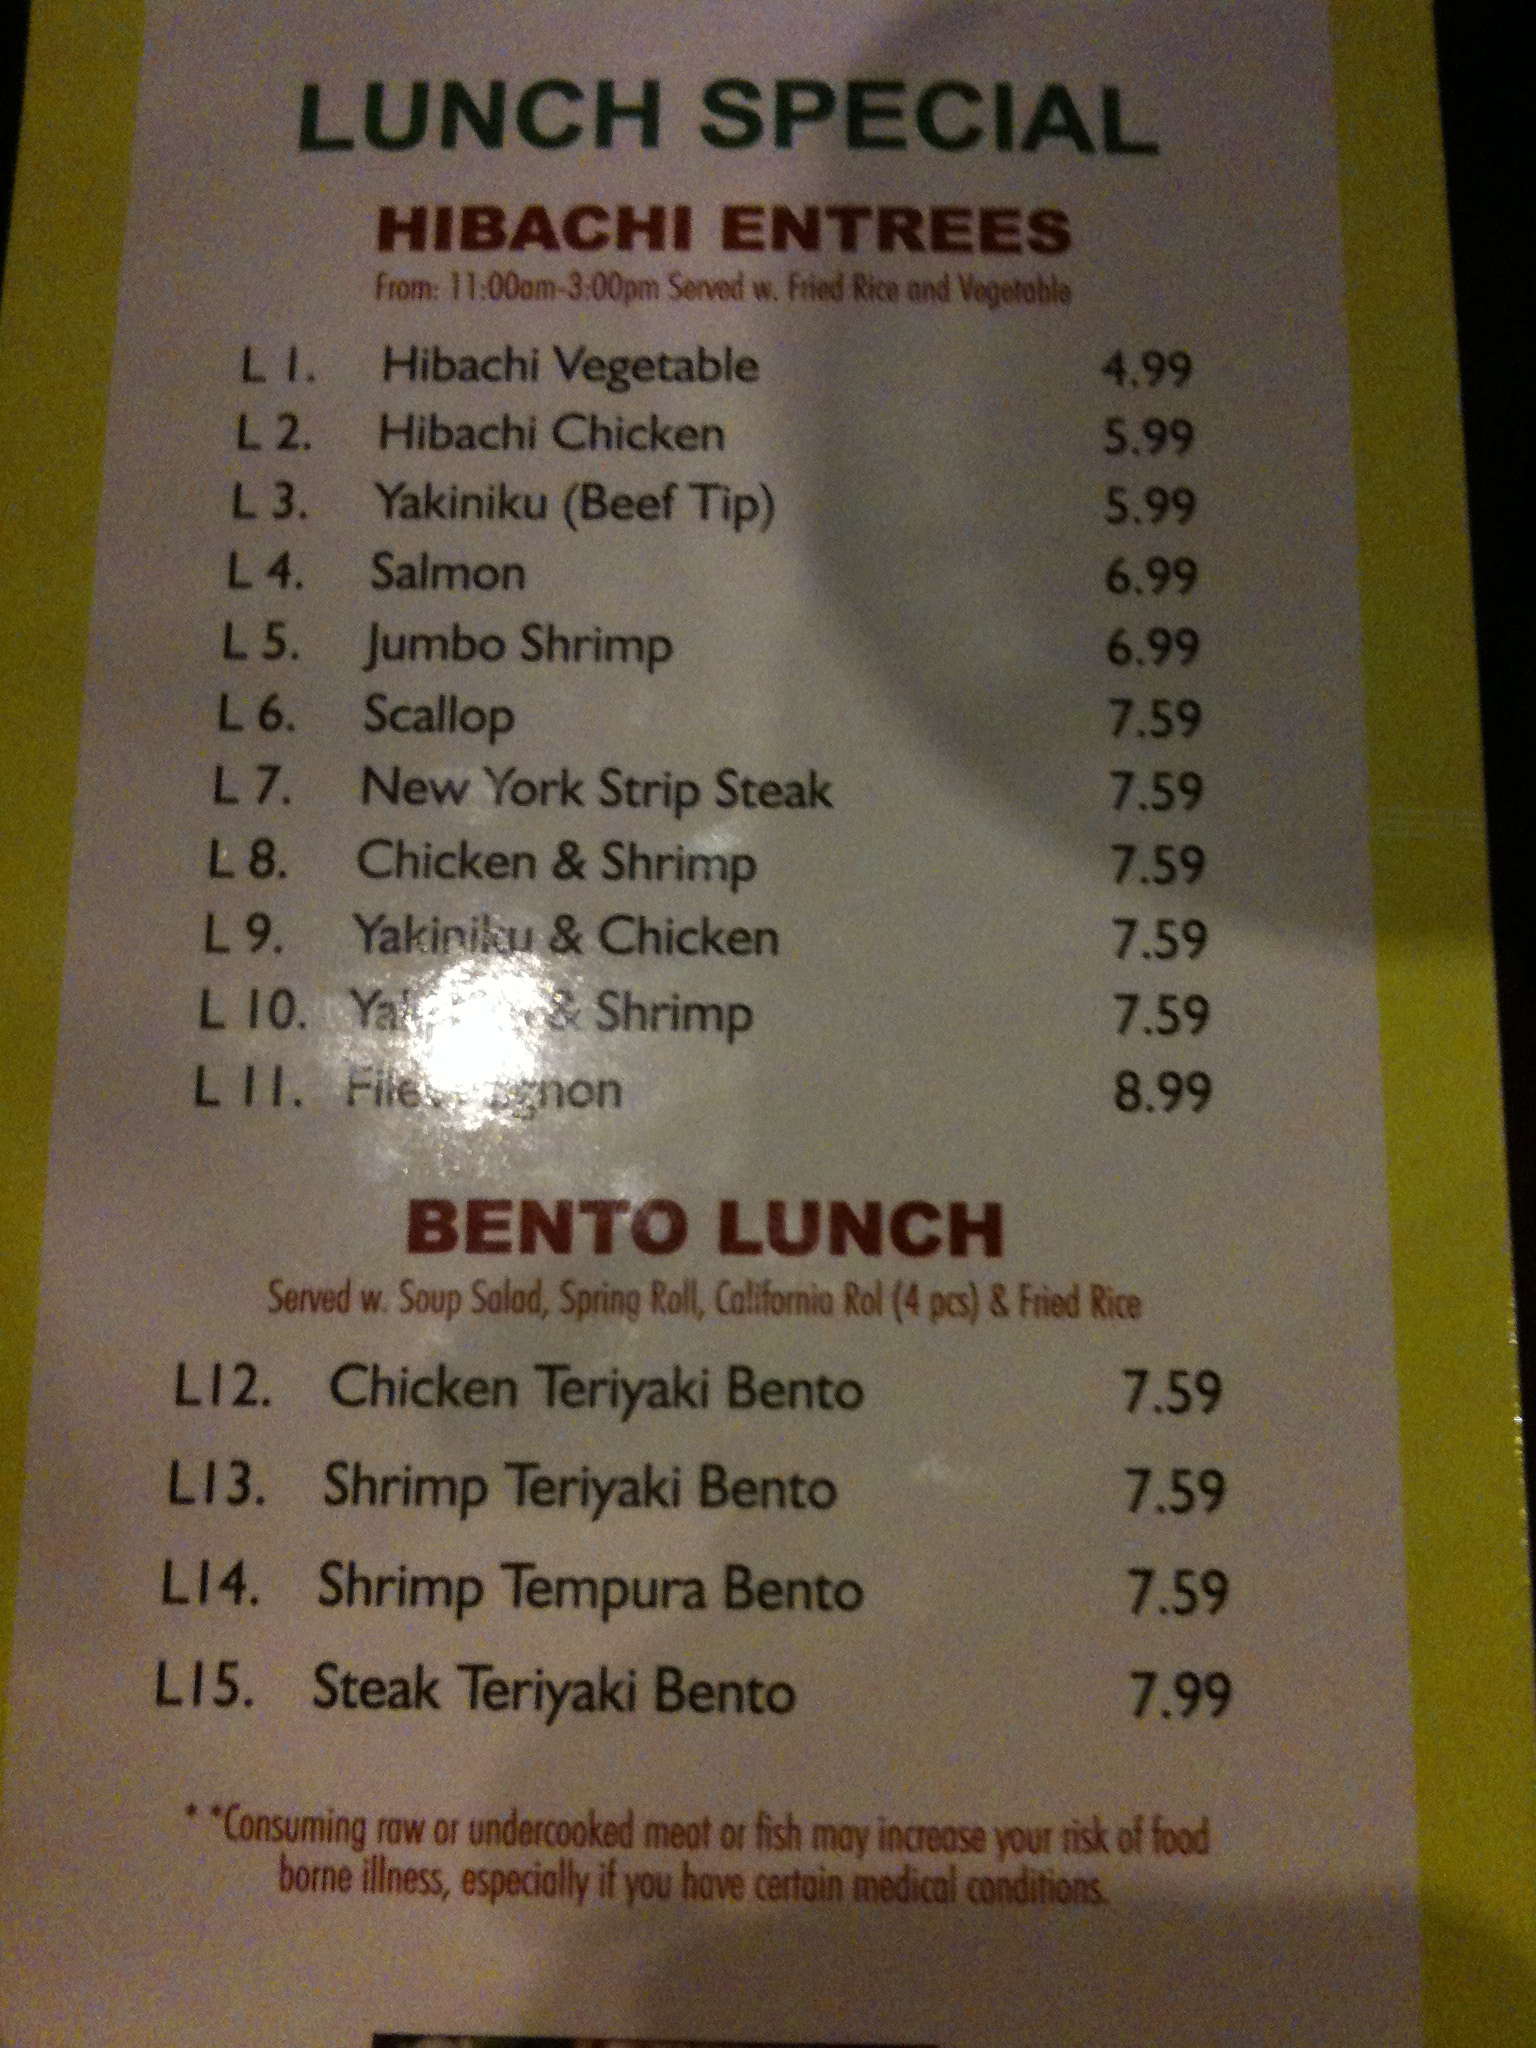 LUNCH SPECIAL
HIBACHI ENTREES
From: 11:00am-3:00pm Served w. Fried Rice and Vegetable
L 1. Hibachi Vegetable 4.99
L 2. Hibachi Chicken 5.99
L 3. Yakiniku (Beef Tip) 5.99
L 4. Salmon 6.99
L 5. Jumbo Shrimp 6.99
L 6. Scallop 7.59
L 7. New York Strip Steak 7.59
L 8. Chicken & Shrimp 7.59
L 9. Yakiniku & Chicken 7.59
L 10. & Shrimp 7.59
L 11. 8.99
BENTO LUNCH
Served w. Soup Salad, Spring Roll, California Rol (4 pcs) & Fried Rice
L12. Chicken Teriyaki Bento 7.59
L13. Shrimp Teriyaki Bento 7.59
L14. Shrimp Tempura Bento 7.59
L15. Steak Teriyaki Bento 7.99
* *Consuming raw or undercooked meat or fish may increase your risk of food
borne illness, especially if you have certain medical conditions.